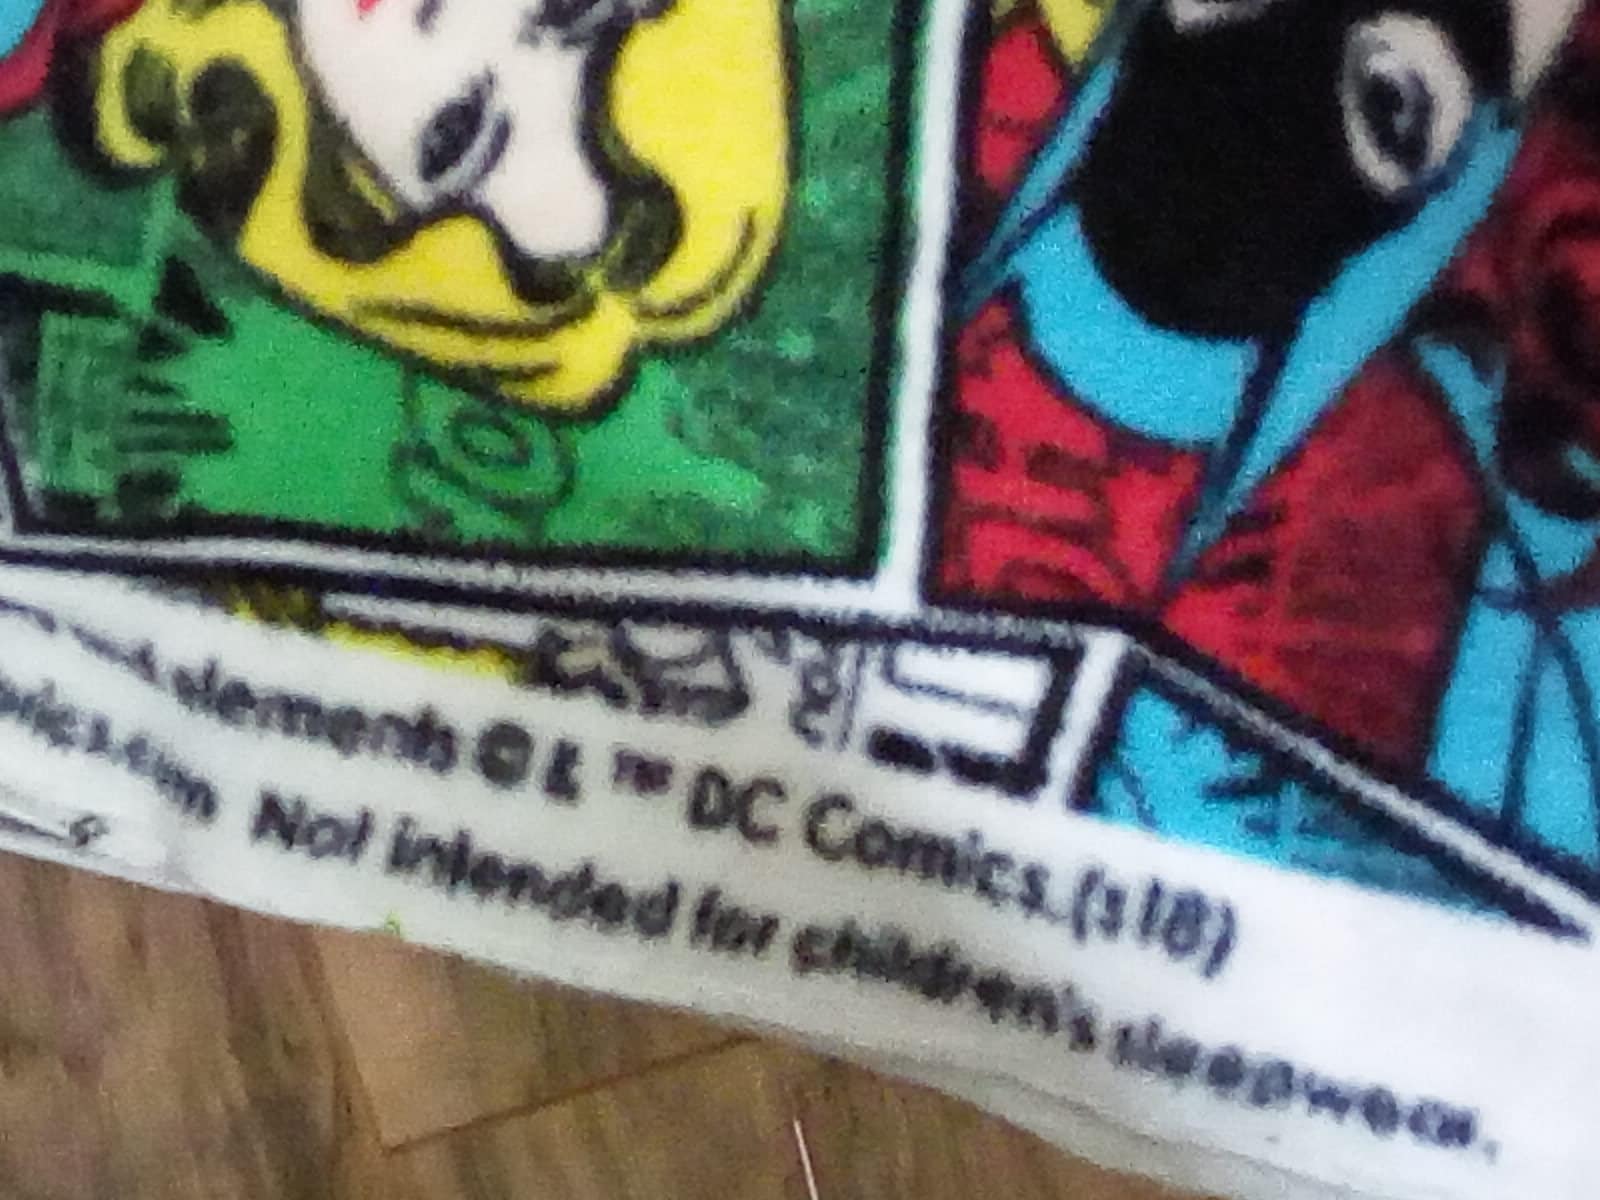 elements © & ™ DC Comics. (s18)
Not intended for children's sleepwear.